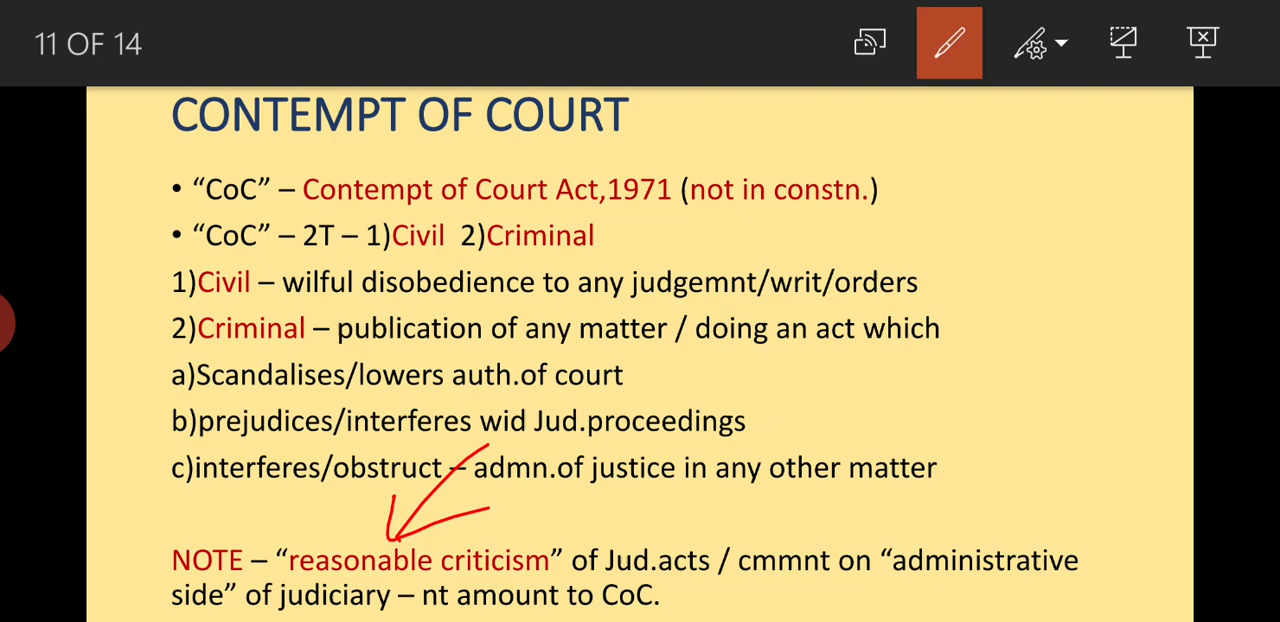 11 OF 14
CONTEMPT OF COURT
• “CoC” – Contempt of Court Act,1971 (not in constn.)
• “CoC” – 2T – 1)Civil 2)Criminal
1)Civil – wilful disobedience to any judgemnt/writ/orders
2)Criminal – publication of any matter / doing an act which
a)Scandalises/lowers auth.of court
b)prejudices/interferes wid Jud.proceedings
c)interferes/obstruct – admn.of justice in any other matter
NOTE – “reasonable criticism” of Jud.acts / cmmnt on “administrative
side” of judiciary – nt amount to CoC.